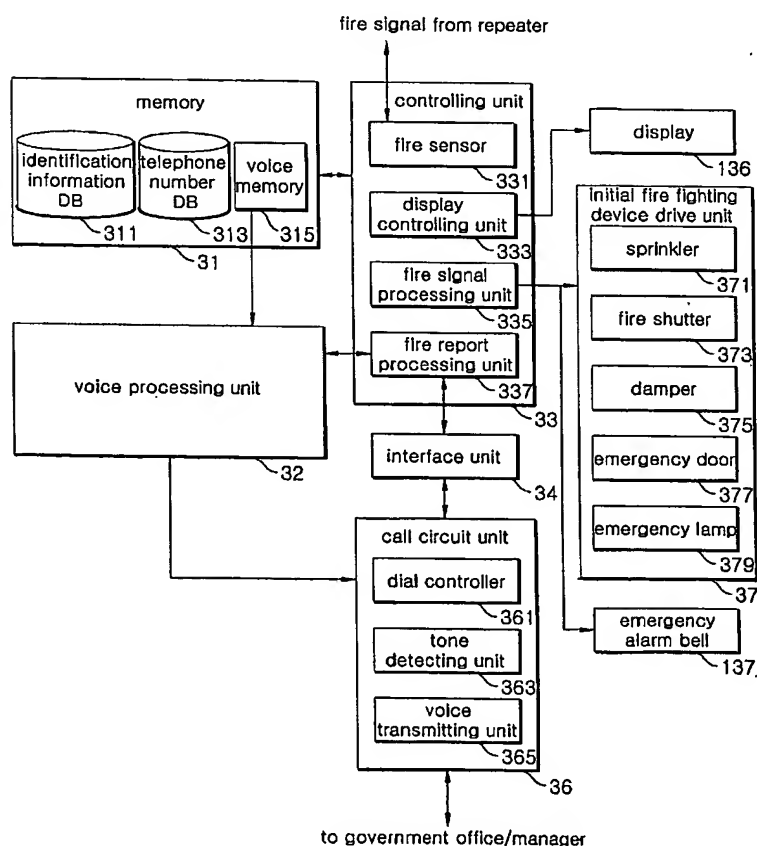 fire signal from repeater
memory
identification
information
DB
311
telephone
number
DB
313
voice
memory
315
31
controlling unit
fire sensor
331
display
controlling unit
333
fire signal
processing unit
335
fire report
processing unit
337
33
display
136
initial fire fighting
device drive unit
sprinkler
371
fire shutter
373
damper
375
emergency door
377
emergency lamp
379
37
voice processing unit
32
interface unit
34
call circuit unit
dial controller
361
tone
detecting unit
363
voice
transmitting unit
365
36
emergency
alarm bell
137
to government office/manager